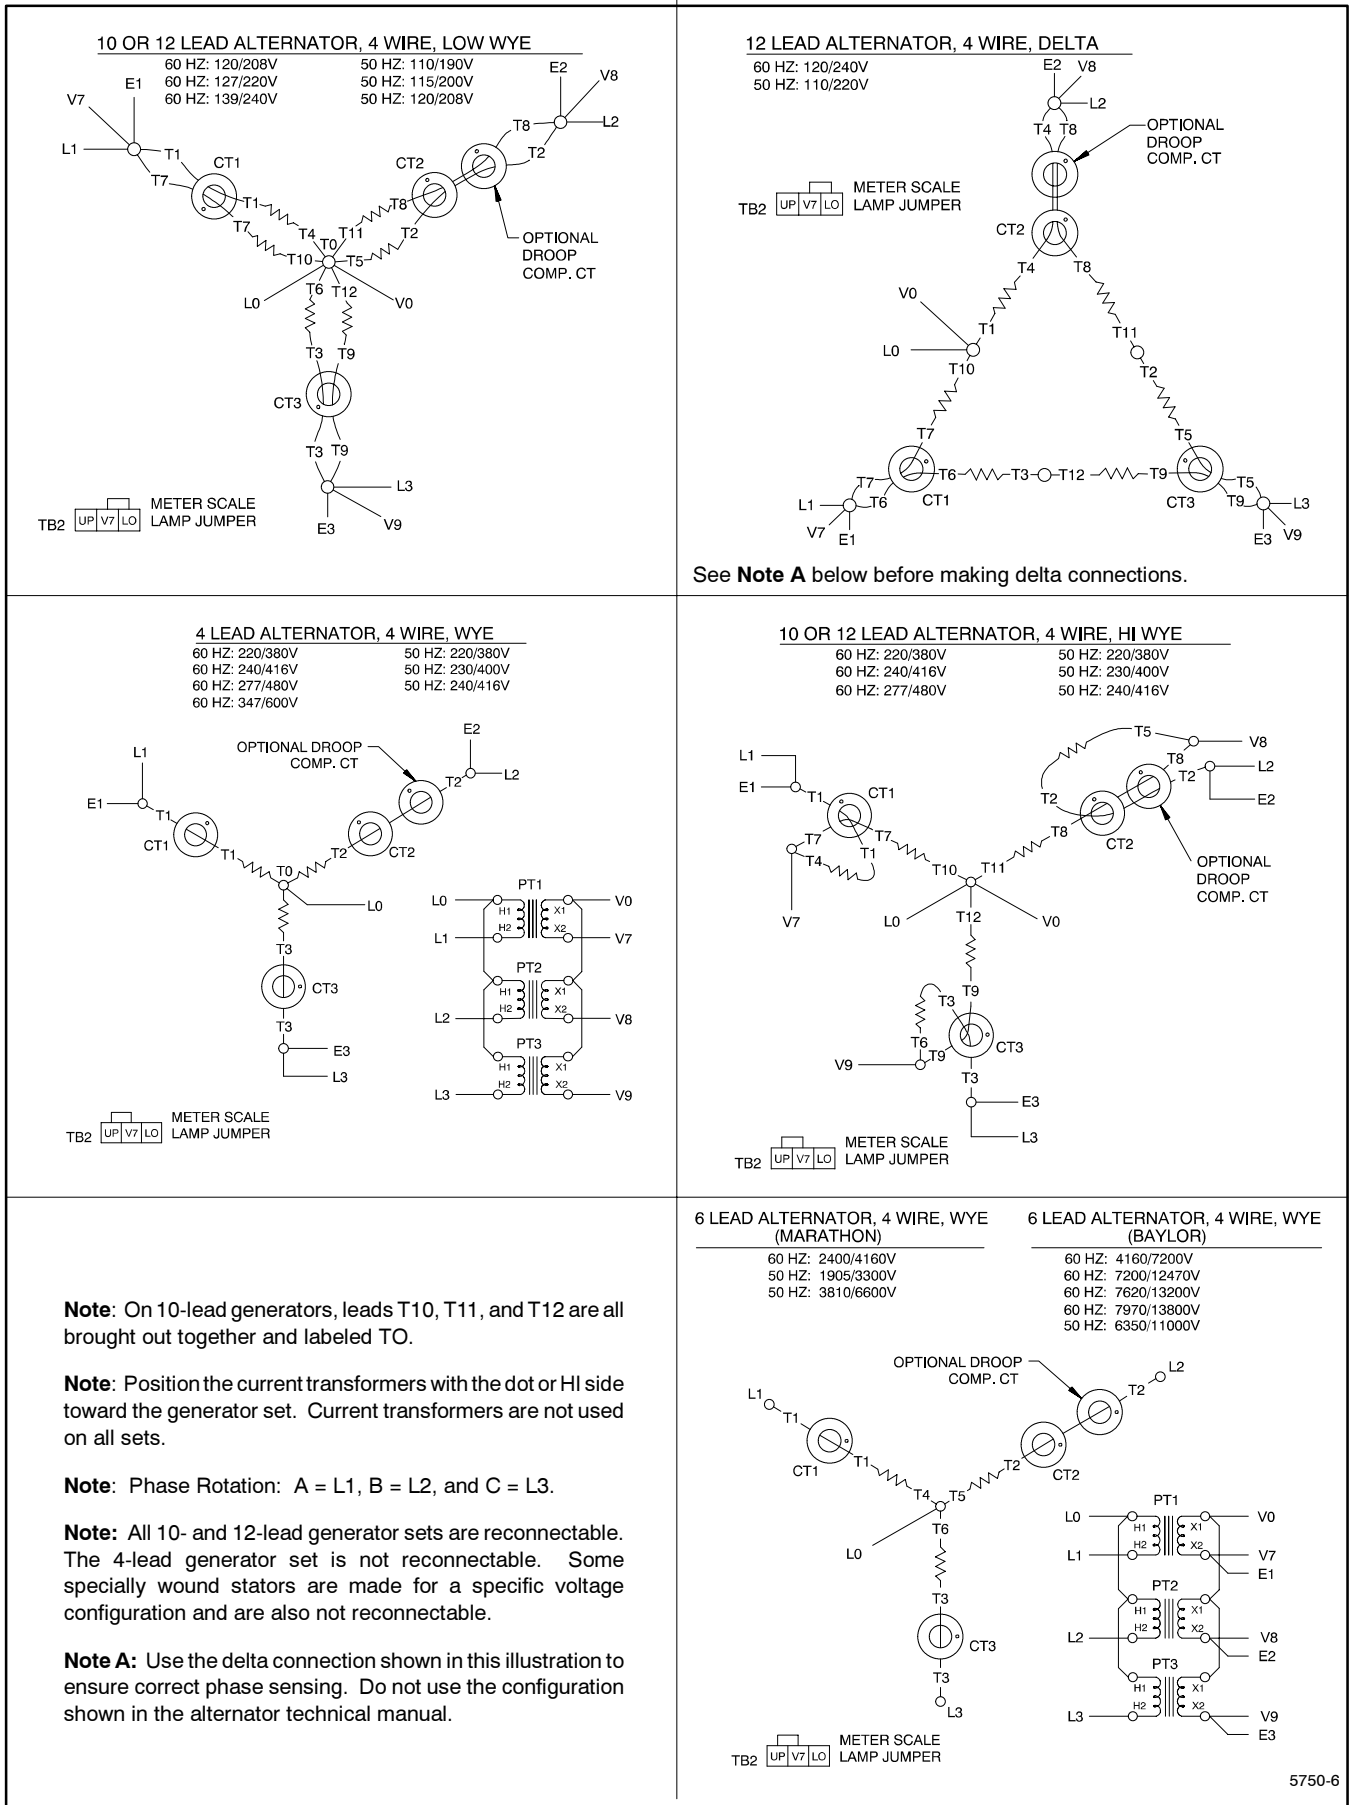 10 OR 12 LEAD ALTERNATOR, 4 WIRE, LOW WYE
60 HZ: 120/208V 50 HZ: 110/190V
60 HZ: 127/220V 50 HZ: 115/200V
60 HZ: 139/240V 50 HZ: 120/208V
E1
V7
L1
T1
T7
CT1
T1
T7
T4
T10
T0
T11
T5
T8
T2
CT2
T8
T2
E2
V8
L2
OPTIONAL
DROOP
COMP. CT
L0
V0
T6 T12
T3 T9
CT3
T3 T9
L3
V9
E3
TB2 UP V7 LO
METER SCALE
LAMP JUMPER
12 LEAD ALTERNATOR, 4 WIRE, DELTA
60 HZ: 120/240V
50 HZ: 110/220V
E2 V8
L2
T4 T8
OPTIONAL
DROOP
COMP. CT
TB2 UP V7 LO
METER SCALE
LAMP JUMPER
CT2
T4 T8
V0
L0
T1
T10
T11
T2
T7
T5
T6 T3 T12 T9
CT1
CT3
T7
T6
L1
V7
E1
T5
T9
L3
V9
E3
See Note A below before making delta connections.
4 LEAD ALTERNATOR, 4 WIRE, WYE
60 HZ: 220/380V 50 HZ: 220/380V
60 HZ: 240/416V 50 HZ: 230/400V
60 HZ: 277/480V 50 HZ: 240/416V
60 HZ: 347/600V
L1
E1
T1
CT1
T1
T0
T2
CT2
OPTIONAL DROOP
COMP. CT
T2
E2
L2
L0
T3
CT3
T3
E3
L3
PT1
L0 H1 X1 V0
L1 H2 X2 V7
PT2
H1 X1
L2 H2 X2 V8
PT3
H1 X1
L3 H2 X2 V9
TB2 UP V7 LO
METER SCALE
LAMP JUMPER
10 OR 12 LEAD ALTERNATOR, 4 WIRE, HI WYE
60 HZ: 220/380V 50 HZ: 220/380V
60 HZ: 240/416V 50 HZ: 230/400V
60 HZ: 277/480V 50 HZ: 240/416V
L1
E1
T1
CT1
T7
T4
T1
T7
V7
T10
T11
T8
T2
T5
T8
T2
CT2
V8
L2
E2
OPTIONAL
DROOP
COMP. CT
L0
V0
T12
T9
T3
T6
T9
V9
CT3
T3
E3
L3
TB2 UP V7 LO
METER SCALE
LAMP JUMPER
Note: On 10-lead generators, leads T10, T11, and T12 are all
brought out together and labeled TO.
Note: Position the current transformers with the dot or HI side
toward the generator set. Current transformers are not used
on all sets.
Note: Phase Rotation: A = L1, B = L2, and C = L3.
Note: All 10- and 12-lead generator sets are reconnectable.
The 4-lead generator set is not reconnectable. Some
specially wound stators are made for a specific voltage
configuration and are also not reconnectable.
Note A: Use the delta connection shown in this illustration to
ensure correct phase sensing. Do not use the configuration
shown in the alternator technical manual.
6 LEAD ALTERNATOR, 4 WIRE, WYE
(MARATHON)
60 HZ: 2400/4160V
50 HZ: 1905/3300V
50 HZ: 3810/6600V
6 LEAD ALTERNATOR, 4 WIRE, WYE
(BAYLOR)
60 HZ: 4160/7200V
60 HZ: 7200/12470V
60 HZ: 7620/13200V
60 HZ: 7970/13800V
50 HZ: 6350/11000V
OPTIONAL DROOP
COMP. CT
L1
T1
CT1
T1
T4
T5
T2
CT2
T2
L2
L0
T6
T3
CT3
T3
L3
PT1
L0 H1 X1 V0
L1 H2 X2 V7
E1
PT2
H1 X1
L2 H2 X2 V8
E2
PT3
H1 X1
L3 H2 X2 V9
E3
TB2 UP V7 LO
METER SCALE
LAMP JUMPER
5750-6